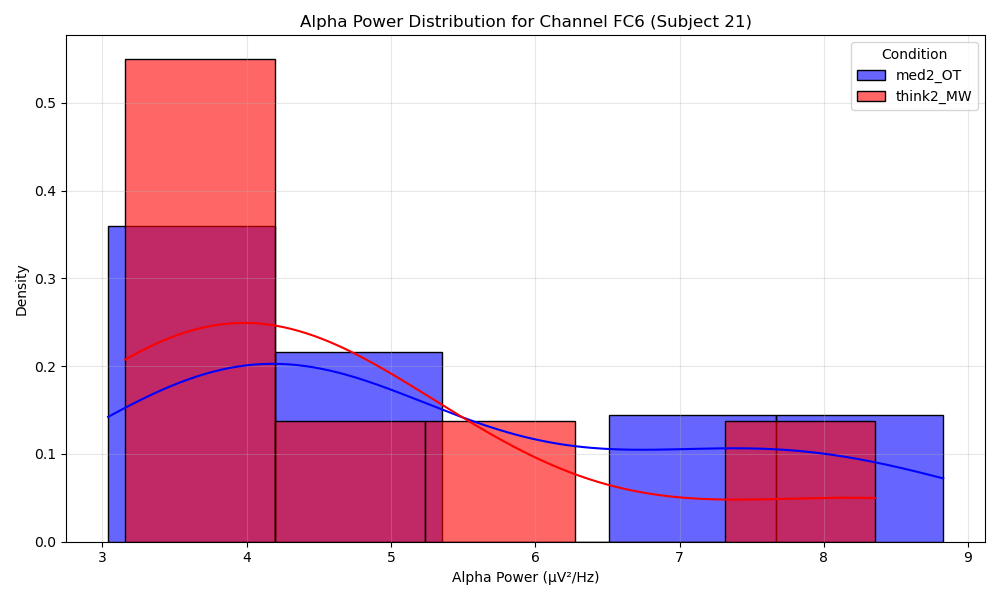 Alpha Power Distribution for Channel FC6 (Subject 21)
Condition
med2_OT
think2_MW
Density
0.5
0.4
0.3
0.2
0.1
0.0
3 4 5 6 7 8 9
Alpha Power (μV²/Hz)